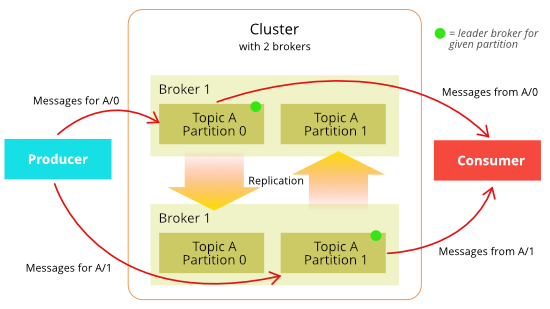 Cluster
with 2 brokers
= leader broker for
given partition
Broker 1
Topic A
Partition 0
Topic A
Partition 1
Messages for A/0
Messages from A/0
Producer
Consumer
Replication
Broker 1
Topic A
Partition 0
Topic A
Partition 1
Messages for A/1
Messages from A/1